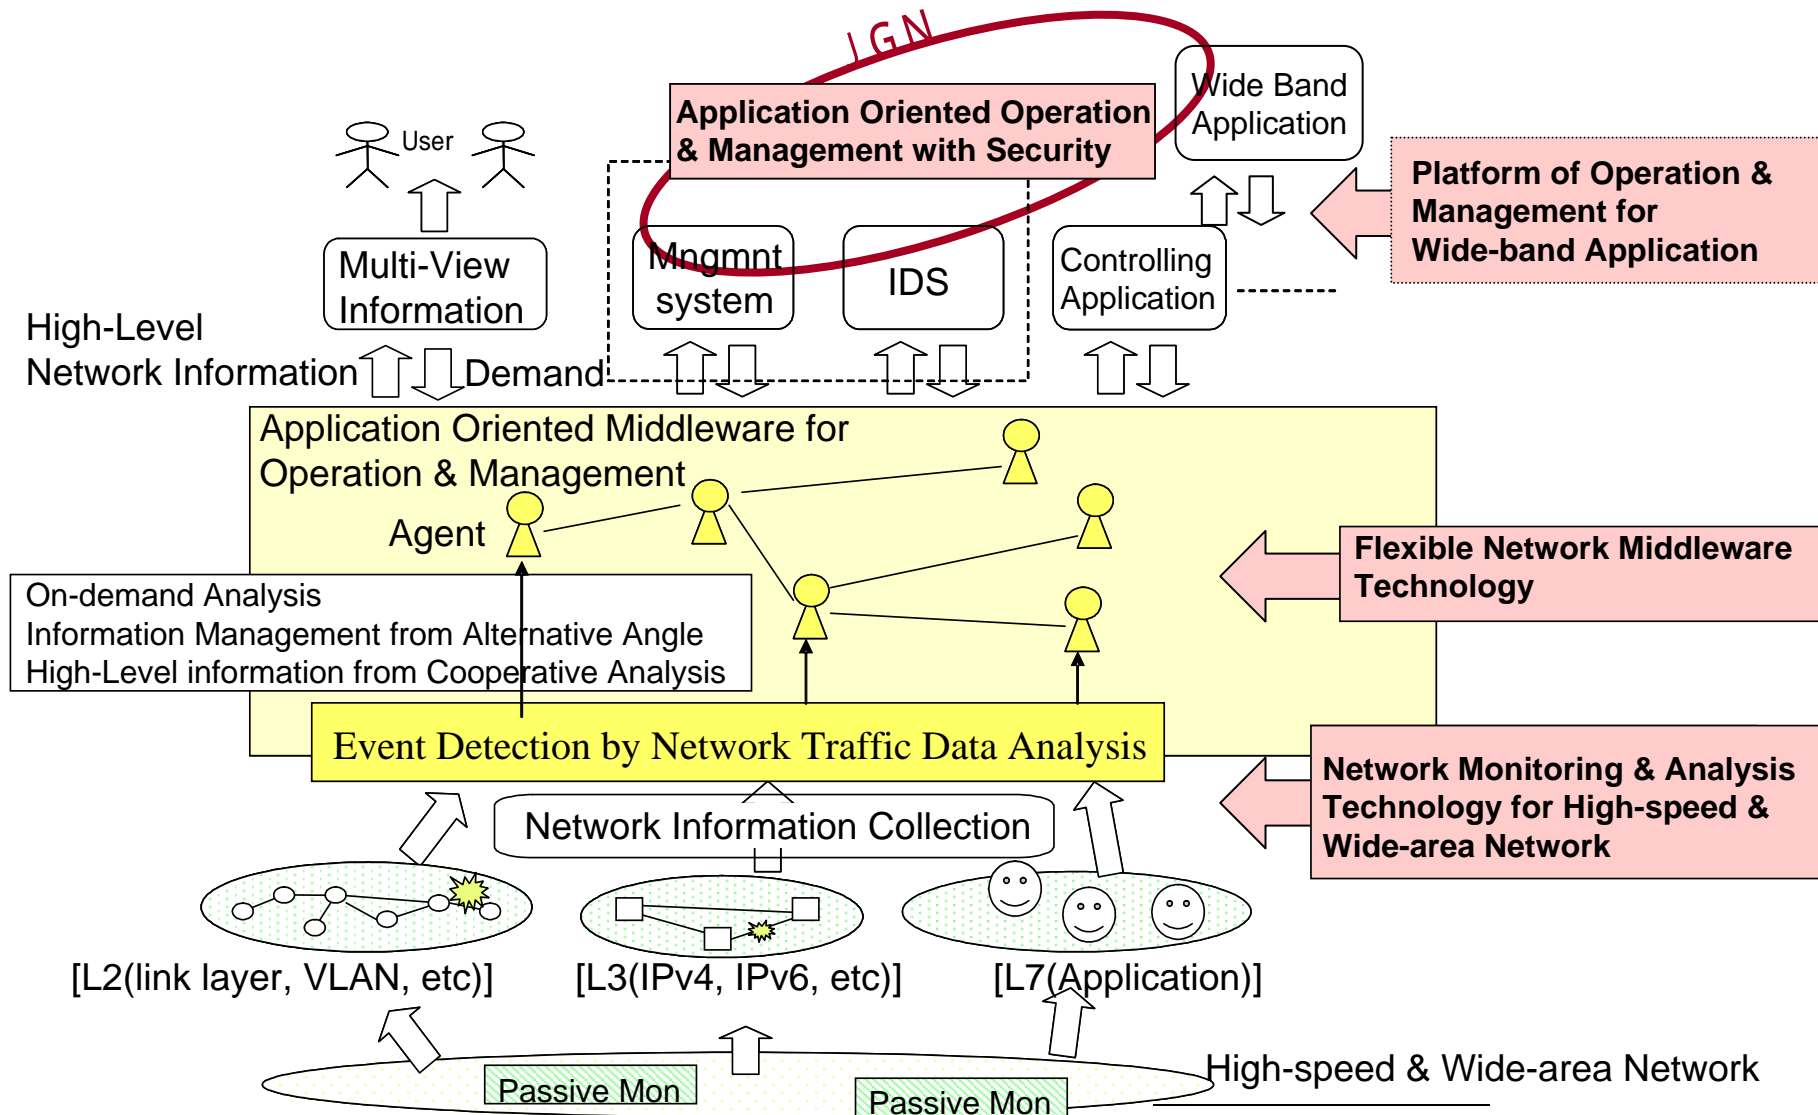 JGN
Wide Band
Application
Application Oriented Operation
& Management with Security
User
Platform of Operation &
Management for
Wide-band Application
Multi-View
Information
Mngmnt
system
IDS
Controlling
Application
High-Level
Network Information
Demand
Application Oriented Middleware for
Operation & Management
Agent
Flexible Network Middleware
Technology
On-demand Analysis
Information Management from Alternative Angle
High-Level information from Cooperative Analysis
Event Detection by Network Traffic Data Analysis
Network Monitoring & Analysis
Technology for High-speed &
Wide-area Network
Network Information Collection
[L2(link layer, VLAN, etc)]
[L3(IPv4, IPv6, etc)]
[L7(Application)]
High-speed & Wide-area Network
Passive Mon
Passive Mon